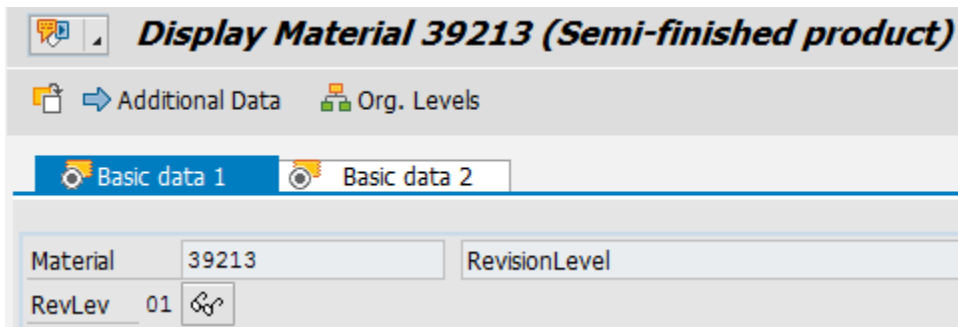 Display Material 39213 (Semi-finished product)
Additional Data Org. Levels
Basic data 1 Basic data 2
Material 39213 RevisionLevel
RevLev 01